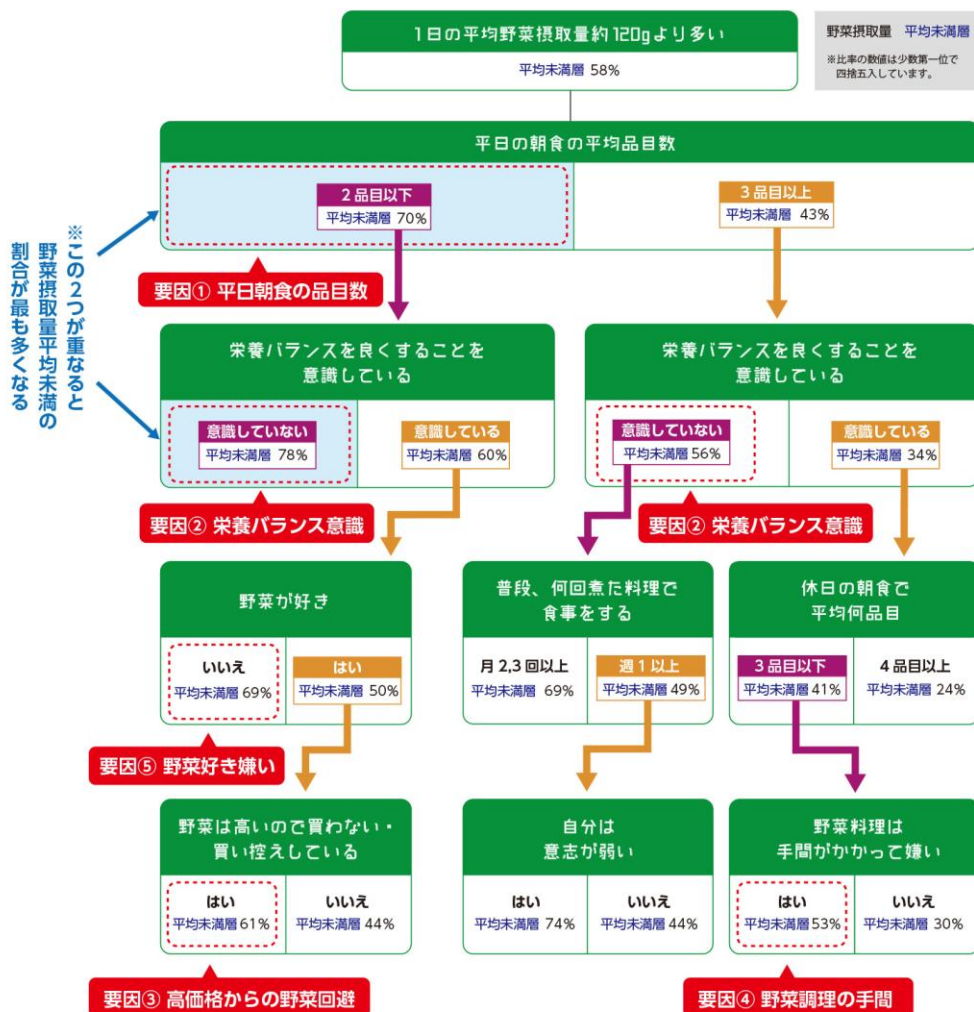 1日の平均野菜摂取量約120gより多い
平均未満層 58%
野菜摂取量 平均未満層
※比率の数値は少数第一位で
四捨五入しています。
平日の朝食の平均品目数
2品目以下
平均未満層 70%
3品目以上
平均未満層 43%
※この2つが重なると
野菜摂取量平均未満の
割合が最も多くなる
要因① 平日朝食の品目数
栄養バランスを良くすることを
意識している
意識していない
平均未満層 78%
意識している
平均未満層 60%
栄養バランスを良くすることを
意識している
意識していない
平均未満層 56%
意識している
平均未満層 34%
要因② 栄養バランス意識
要因② 栄養バランス意識
野菜が好き
いいえ
平均未満層 69%
はい
平均未満層 50%
普段、何回煮た料理で
食事をする
月2,3回以上
平均未満層 69%
週1以上
平均未満層 49%
休日の朝食で
平均何品目
3品目以下
平均未満層 41%
4品目以上
平均未満層 24%
要因⑤ 野菜好き嫌い
野菜は高いので買わない・
買い控えしている
はい
平均未満層 61%
いいえ
平均未満層 44%
自分は
意志が弱い
はい
平均未満層 74%
いいえ
平均未満層 44%
野菜料理は
手間がかかって嫌い
はい
平均未満層 53%
いいえ
平均未満層 30%
要因③ 高価格からの野菜回避
要因④ 野菜調理の手間